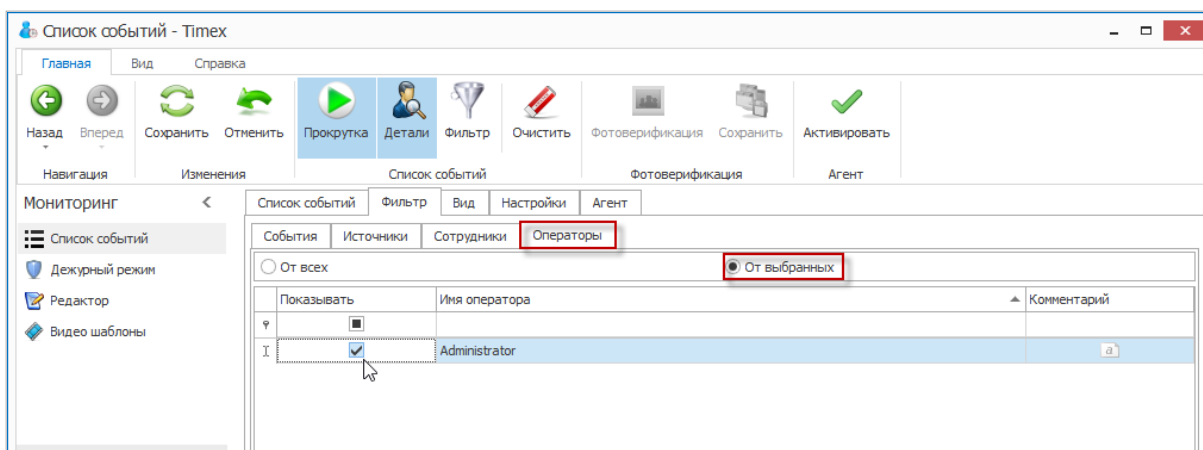 Список событий - Timex
Главная Вид Справка
Назад Вперед Сохранить Отменить Прокрутка Детали Фильтр Очистить Фотоверификация Сохранить Активировать
Навигация Изменения Список событий Фотоверификация Агент
Мониторинг
Список событий Фильтр Вид Настройки Агент
Список событий
События Источники Сотрудники Операторы
Дежурный режим
От всех От выбранных
Редактор
Показывать Имя оператора Комментарий
Видео шаблоны
Administrator